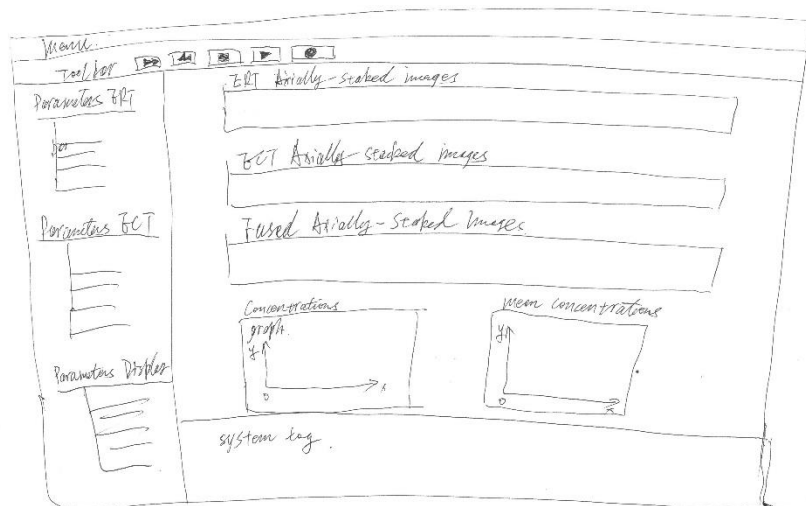 Menu.
Toolbar
Parameters ERT
ERT Axially-staked images
ECT Axially-stacked images
Parameters ECT
Fused Axially-Staked Images
Concentrations
graph.
y
x
0
mean concentrations
y
x
0
Parameters Display
system log.